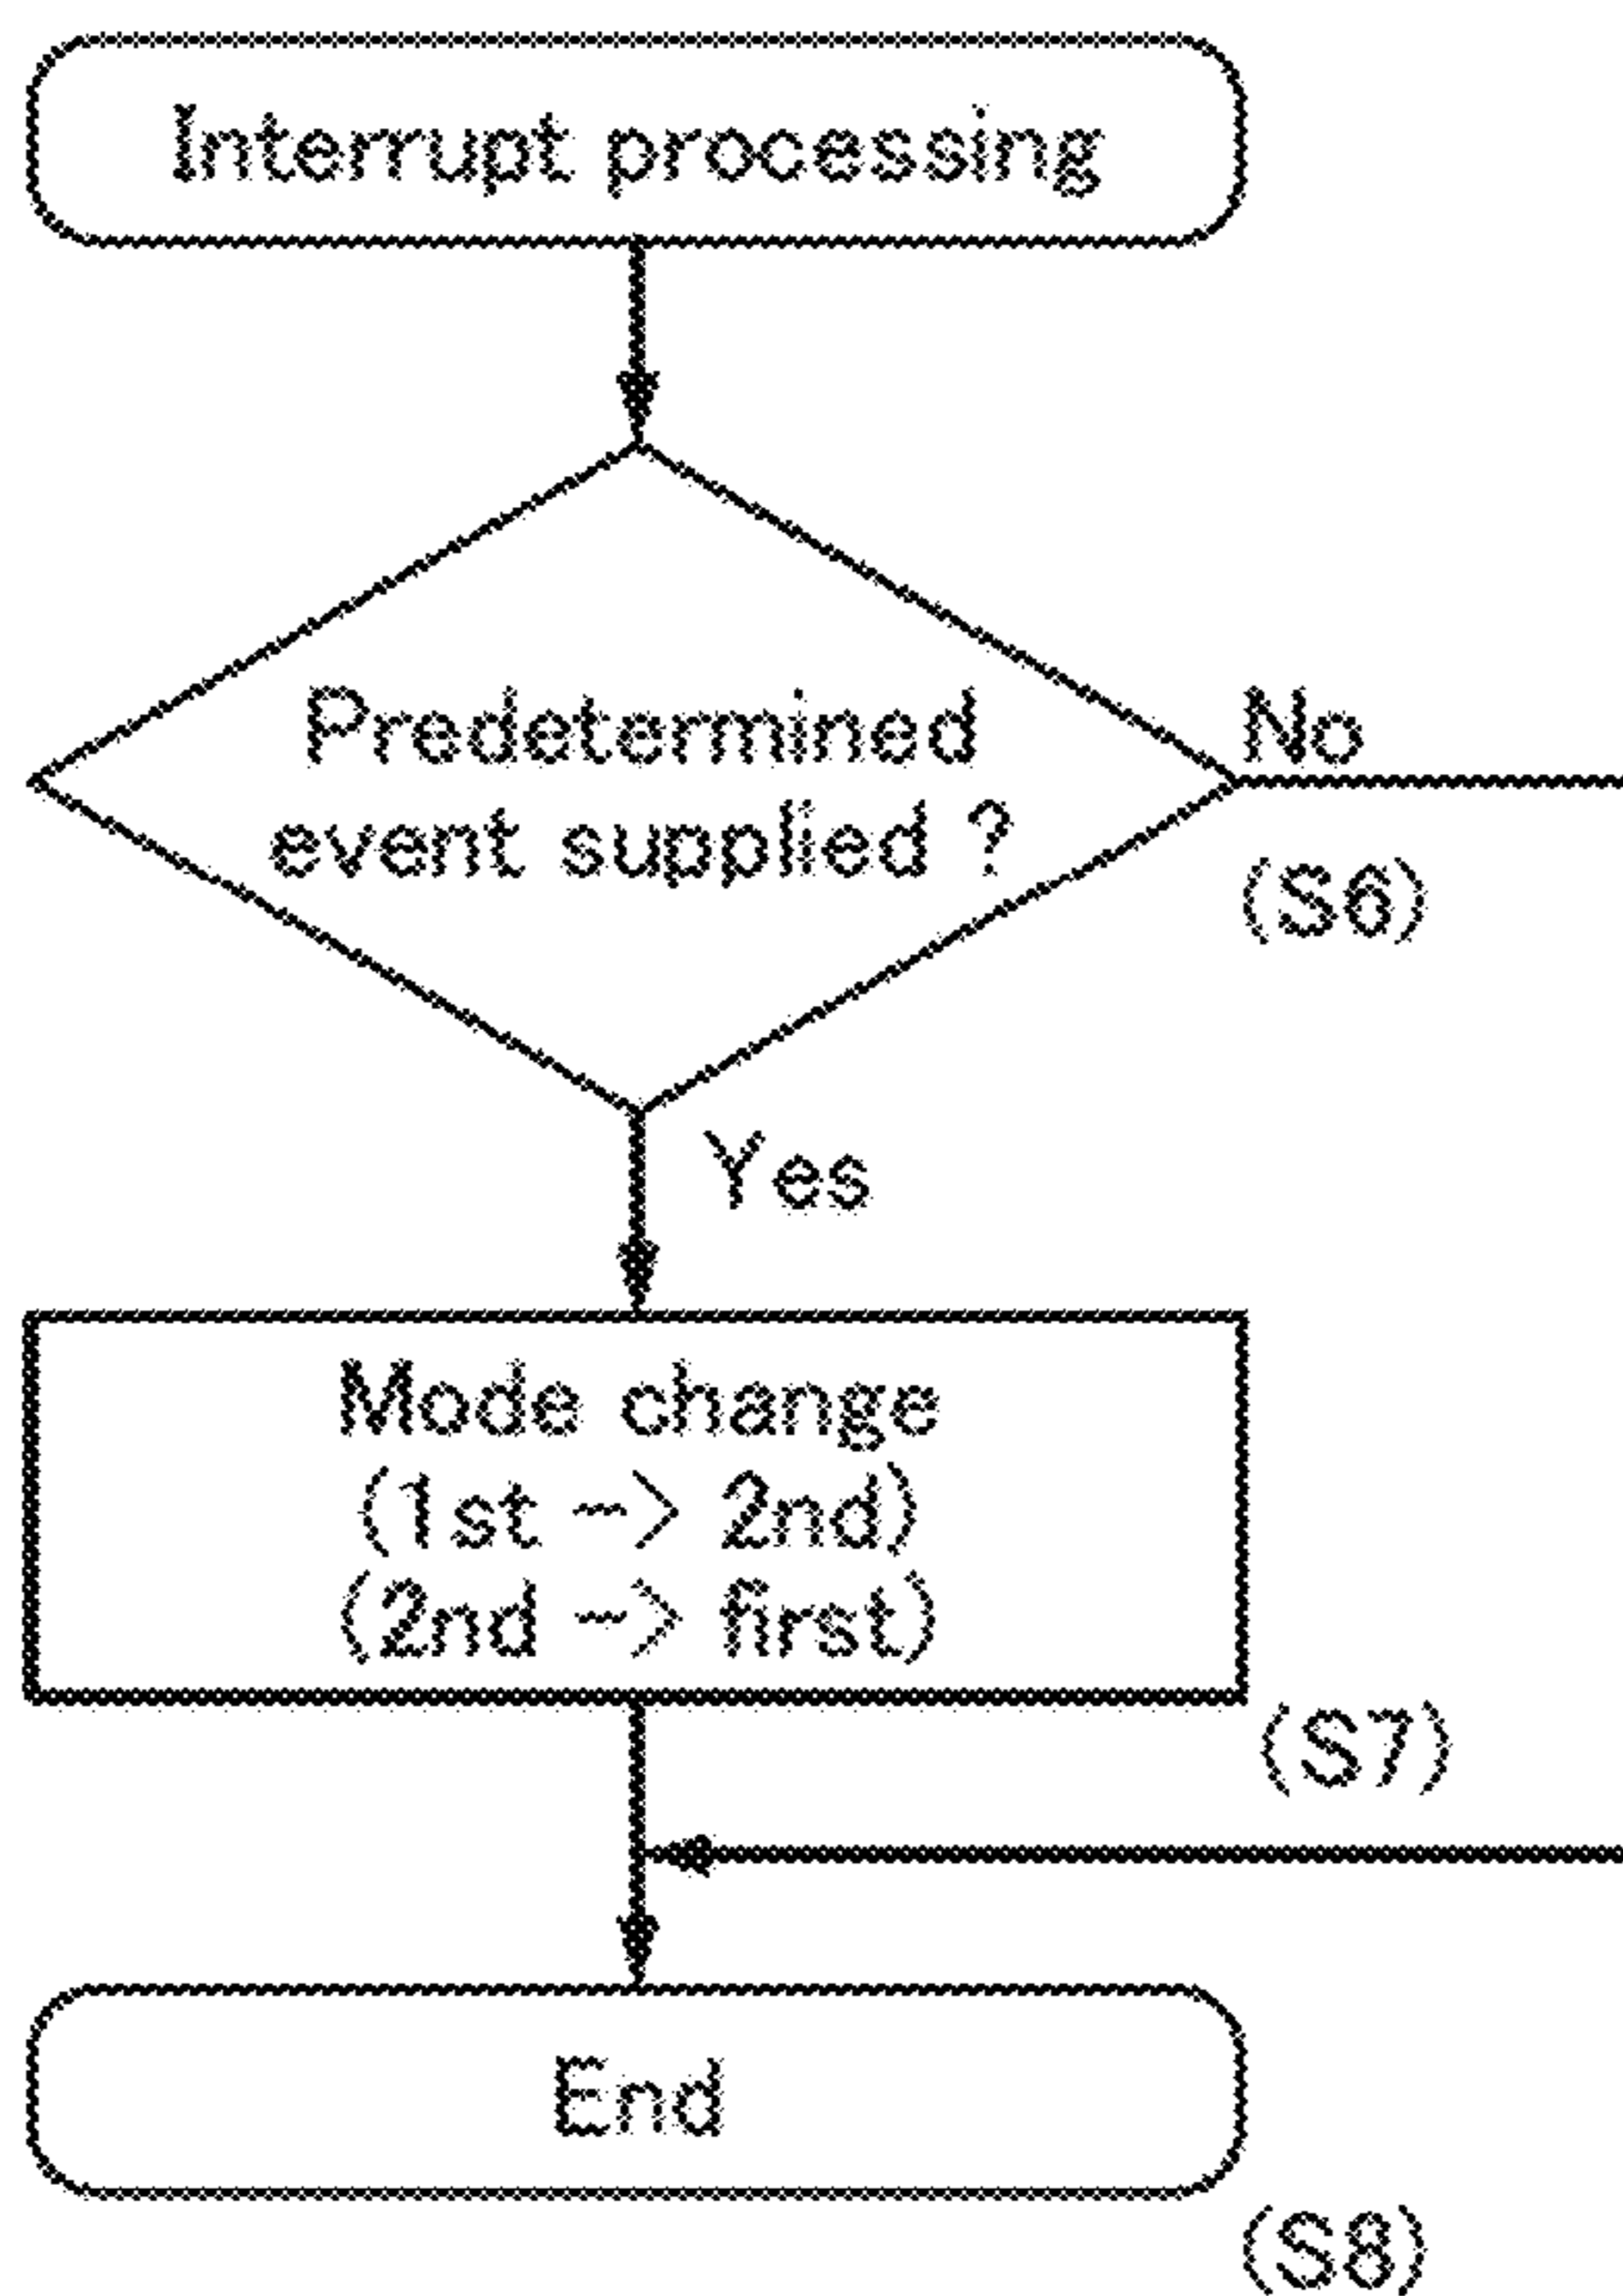 Interrupt processing
Predetermined
event supplied ?
No
(S6)
Yes
Mode change
(1st -> 2nd)
(2nd -> first)
(S7)
End
(S8)